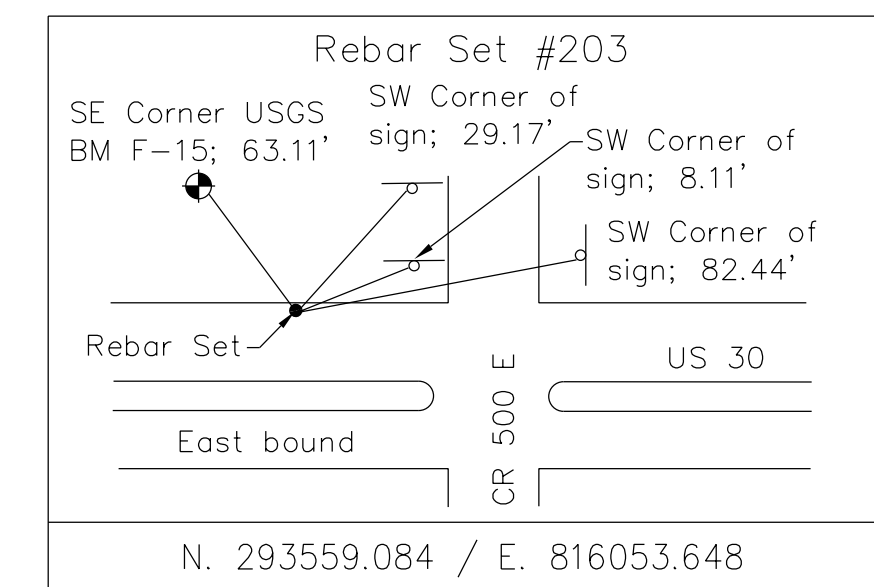 Rebar Set #203
SE Corner USGS
BM F-15; 63.11'
SW Corner of
sign; 29.17'
SW Corner of
sign; 8.11'
SW Corner of
sign; 82.44'
Rebar Set
US 30
CR 500 E
East bound
N. 293559.084 / E. 816053.648